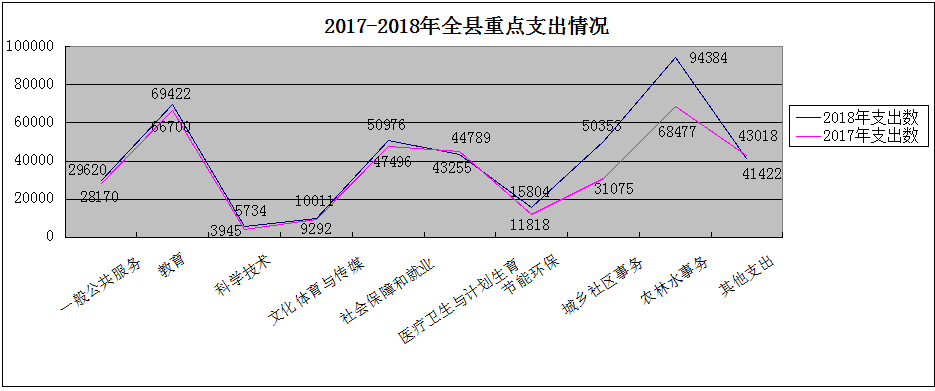 2017-2018年全县重点支出情况
100000
80000
60000
40000
20000
0
29620
28170
69422
66700
5734
3945
10011
9292
50976
47496
44789
43255
15804
11818
50353
31075
94384
68477
43018
41422
2018年支出数
2017年支出数
一般公共服务
教育
科学技术
文化体育与传媒
社会保障和就业
医疗卫生与计划生育
节能环保
城乡社区事务
农林水事务
其他支出